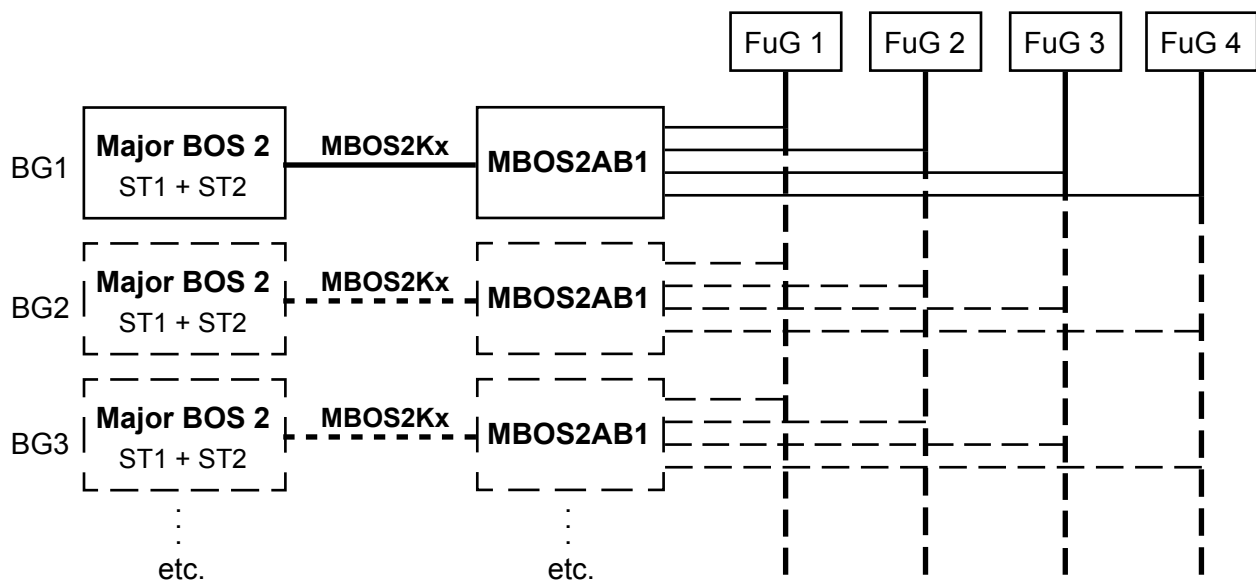 FuG 1 FuG 2 FuG 3 FuG 4
BG1 Major BOS 2 MBOS2Kx MBOS2AB1
ST1 + ST2
BG2 Major BOS 2 MBOS2Kx MBOS2AB1
ST1 + ST2
BG3 Major BOS 2 MBOS2Kx MBOS2AB1
ST1 + ST2
etc. etc.